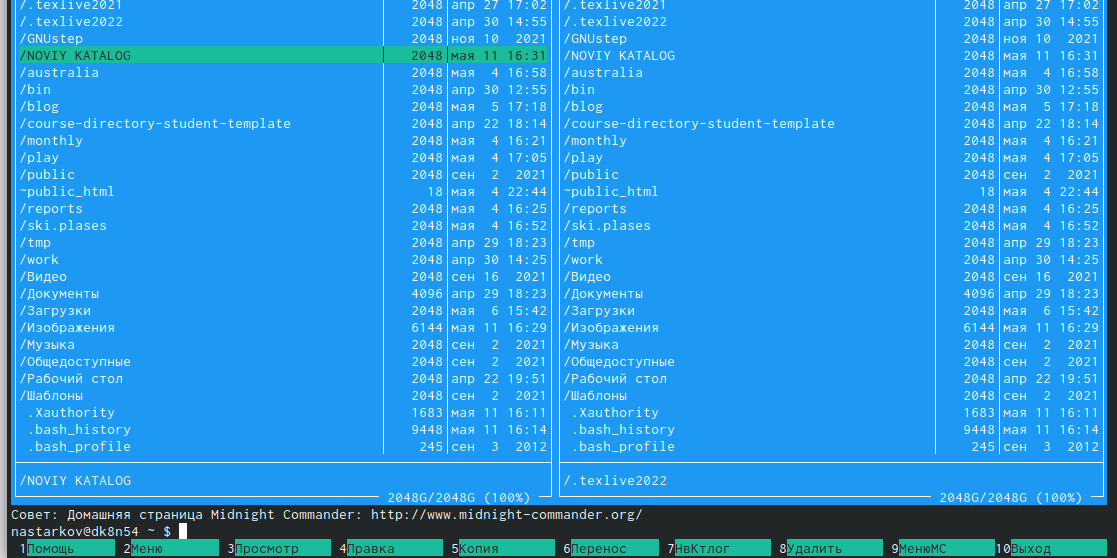 /.texlive2021 2048 апр 27 17:02 /.texlive2021 2048 апр 27 17:02
/.texlive2022 2048 апр 30 14:55 /.texlive2022 2048 апр 30 14:55
/GNUstep 2048 ноя 10 2021 /GNUstep 2048 ноя 10 2021
/NOVIY KATALOG 2048 мая 11 16:31 /NOVIY KATALOG 2048 мая 11 16:31
/australia 2048 мая 4 16:58 /australia 2048 мая 4 16:58
/bin 2048 апр 30 12:55 /bin 2048 апр 30 12:55
/blog 2048 мая 5 17:18 /blog 2048 мая 5 17:18
/course-directory-student-template 2048 апр 22 18:14 /course-directory-student-template 2048 апр 22 18:14
/monthly 2048 мая 4 16:21 /monthly 2048 мая 4 16:21
/play 2048 мая 4 17:05 /play 2048 мая 4 17:05
/public 2048 сен 2 2021 /public 2048 сен 2 2021
~public_html 18 мая 4 22:44 ~public_html 18 мая 4 22:44
/reports 2048 мая 4 16:25 /reports 2048 мая 4 16:25
/ski.plases 2048 мая 4 16:52 /ski.plases 2048 мая 4 16:52
/tmp 2048 апр 29 18:23 /tmp 2048 апр 29 18:23
/work 2048 апр 30 14:25 /work 2048 апр 30 14:25
/Видео 2048 сен 16 2021 /Видео 2048 сен 16 2021
/Документы 4096 апр 29 18:23 /Документы 4096 апр 29 18:23
/Загрузки 2048 мая 6 15:42 /Загрузки 2048 мая 6 15:42
/Изображения 6144 мая 11 16:29 /Изображения 6144 мая 11 16:29
/Музыка 2048 сен 2 2021 /Музыка 2048 сен 2 2021
/Общедоступные 2048 сен 2 2021 /Общедоступные 2048 сен 2 2021
/Рабочий стол 2048 апр 22 19:51 /Рабочий стол 2048 апр 22 19:51
/Шаблоны 2048 сен 2 2021 /Шаблоны 2048 сен 2 2021
.Xauthority 1683 мая 11 16:11 .Xauthority 1683 мая 11 16:11
.bash_history 9448 мая 11 16:14 .bash_history 9448 мая 11 16:14
.bash_profile 245 сен 3 2012 .bash_profile 245 сен 3 2012
/NOVIY KATALOG /.texlive2022
2048G/2048G (100%) 2048G/2048G (100%)
Совет: Домашняя страница Midnight Commander: http://www.midnight-commander.org/
nastarkov@dk8n54 ~ $
1Помощь 2Меню 3Просмотр 4Правка 5Копия 6Перенос 7НвКтлог 8Удалить 9МенюМС 10Выход